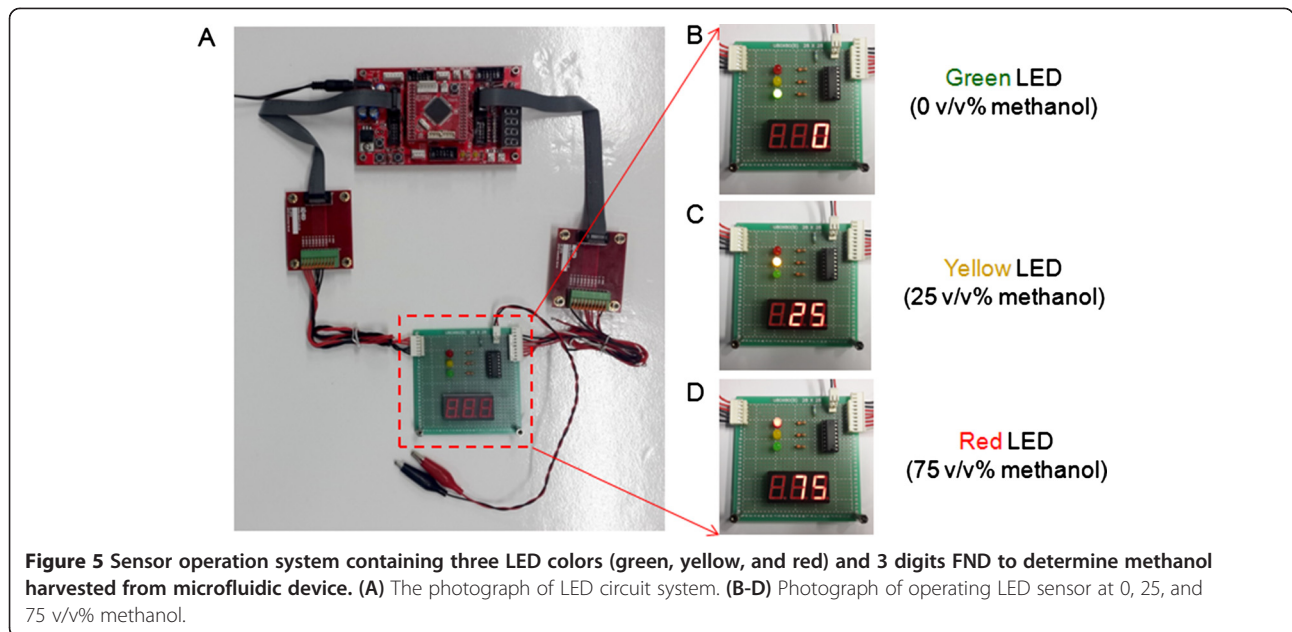 A
B
Green LED
(0 v/v% methanol)
0
C
Yellow LED
(25 v/v% methanol)
25
D
Red LED
(75 v/v% methanol)
75
Figure 5 Sensor operation system containing three LED colors (green, yellow, and red) and 3 digits FND to determine methanol
harvested from microfluidic device. (A) The photograph of LED circuit system. (B-D) Photograph of operating LED sensor at 0, 25, and
75 v/v% methanol.